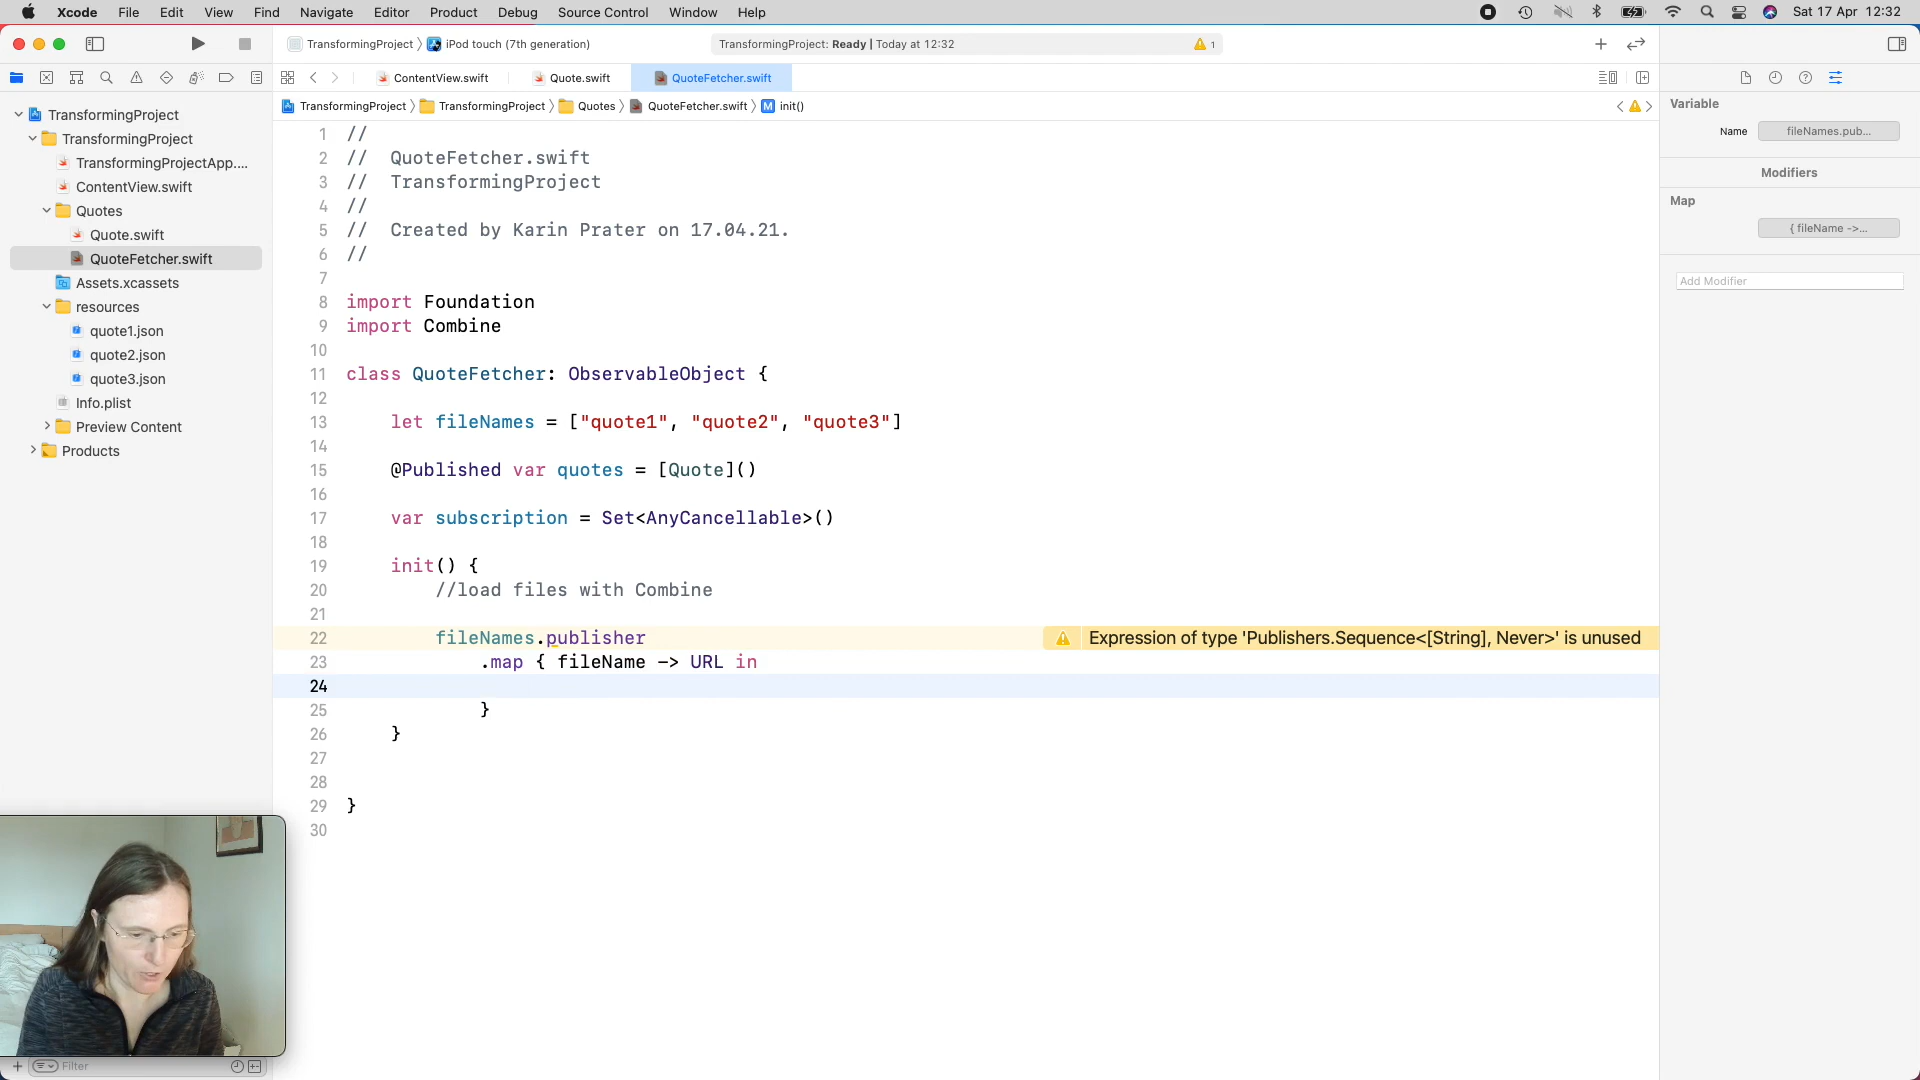 Xcode File Edit View Find Navigate Editor Product Debug Source Control Window Help Sat 17 Apr 12:32
TransformingProject iPod touch (7th generation) TransformingProject: Ready | Today at 12:32 1
ContentView.swift Quote.swift QuoteFetcher.swift
TransformingProject TransformingProject Quotes QuoteFetcher.swift M init()
TransformingProject
TransformingProject
TransformingProjectApp....
ContentView.swift
Quotes
Quote.swift
QuoteFetcher.swift
Assets.xcassets
resources
quote1.json
quote2.json
quote3.json
Info.plist
Preview Content
Products
Filter
1 //
2 // QuoteFetcher.swift
3 // TransformingProject
4 //
5 // Created by Karin Prater on 17.04.21.
6 //
7
8 import Foundation
9 import Combine
10
11 class QuoteFetcher: ObservableObject {
12
13 let fileNames = ["quote1", "quote2", "quote3"]
14
15 @Published var quotes = [Quote]()
16
17 var subscription = Set<AnyCancellable>()
18
19 init() {
20 //load files with Combine
21
22 fileNames.publisher Expression of type 'Publishers.Sequence<[String], Never>' is unused
23 .map { fileName -> URL in
24
25 }
26 }
27
28
29 }
30
Variable
Name fileNames.pub...
Modifiers
Map
{ fileName ->...
Add Modifier